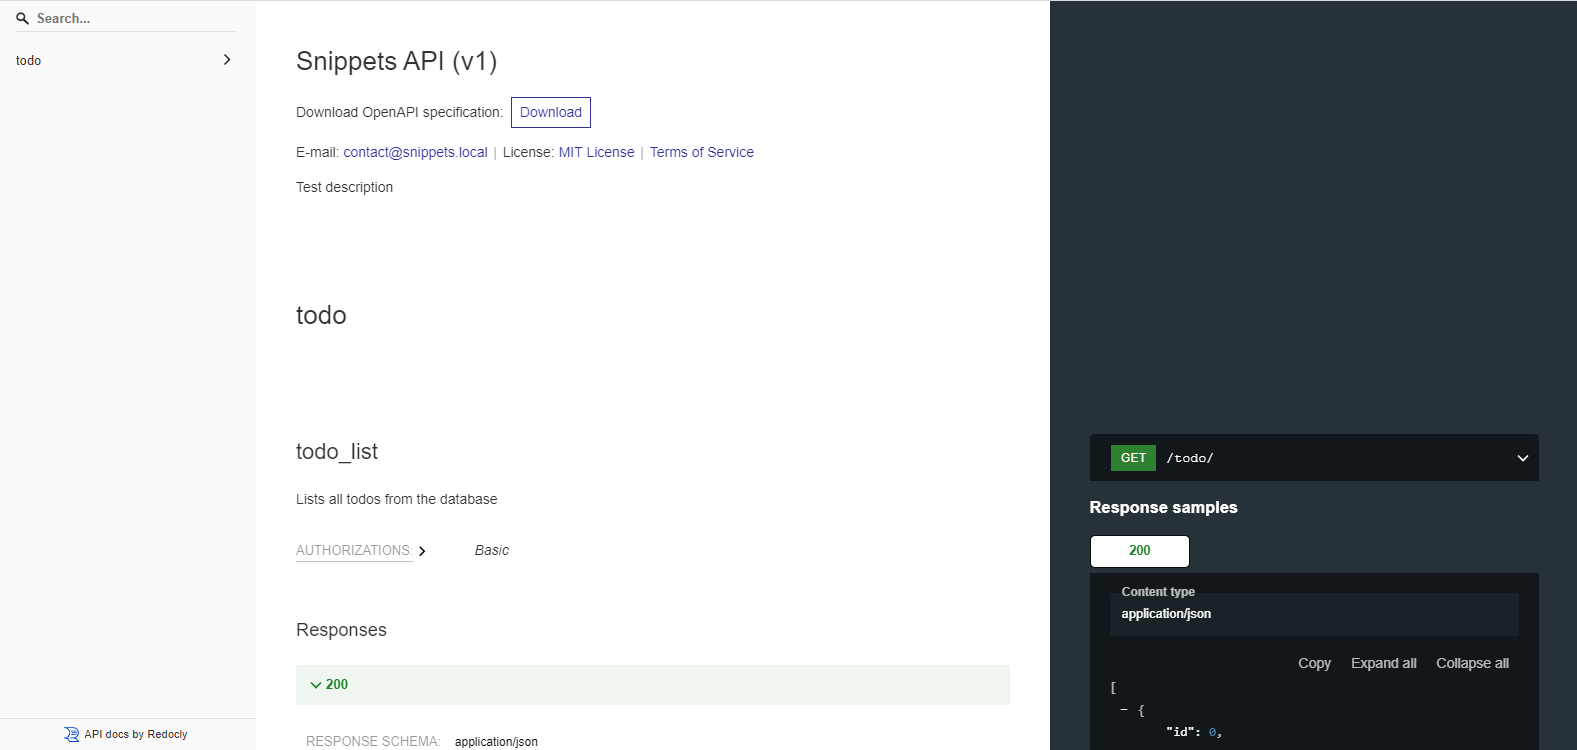 Search...
todo
API docs by Redocly
Snippets API (v1)
Download OpenAPI specification: Download
E-mail: contact@snippets.local | License: MIT License | Terms of Service
Test description
todo
todo_list
Lists all todos from the database
AUTHORIZATIONS: Basic
Responses
200
RESPONSE SCHEMA: application/json
GET /todo/
Response samples
200
Content type
application/json
Copy Expand all Collapse all
[
− {
"id": 0,